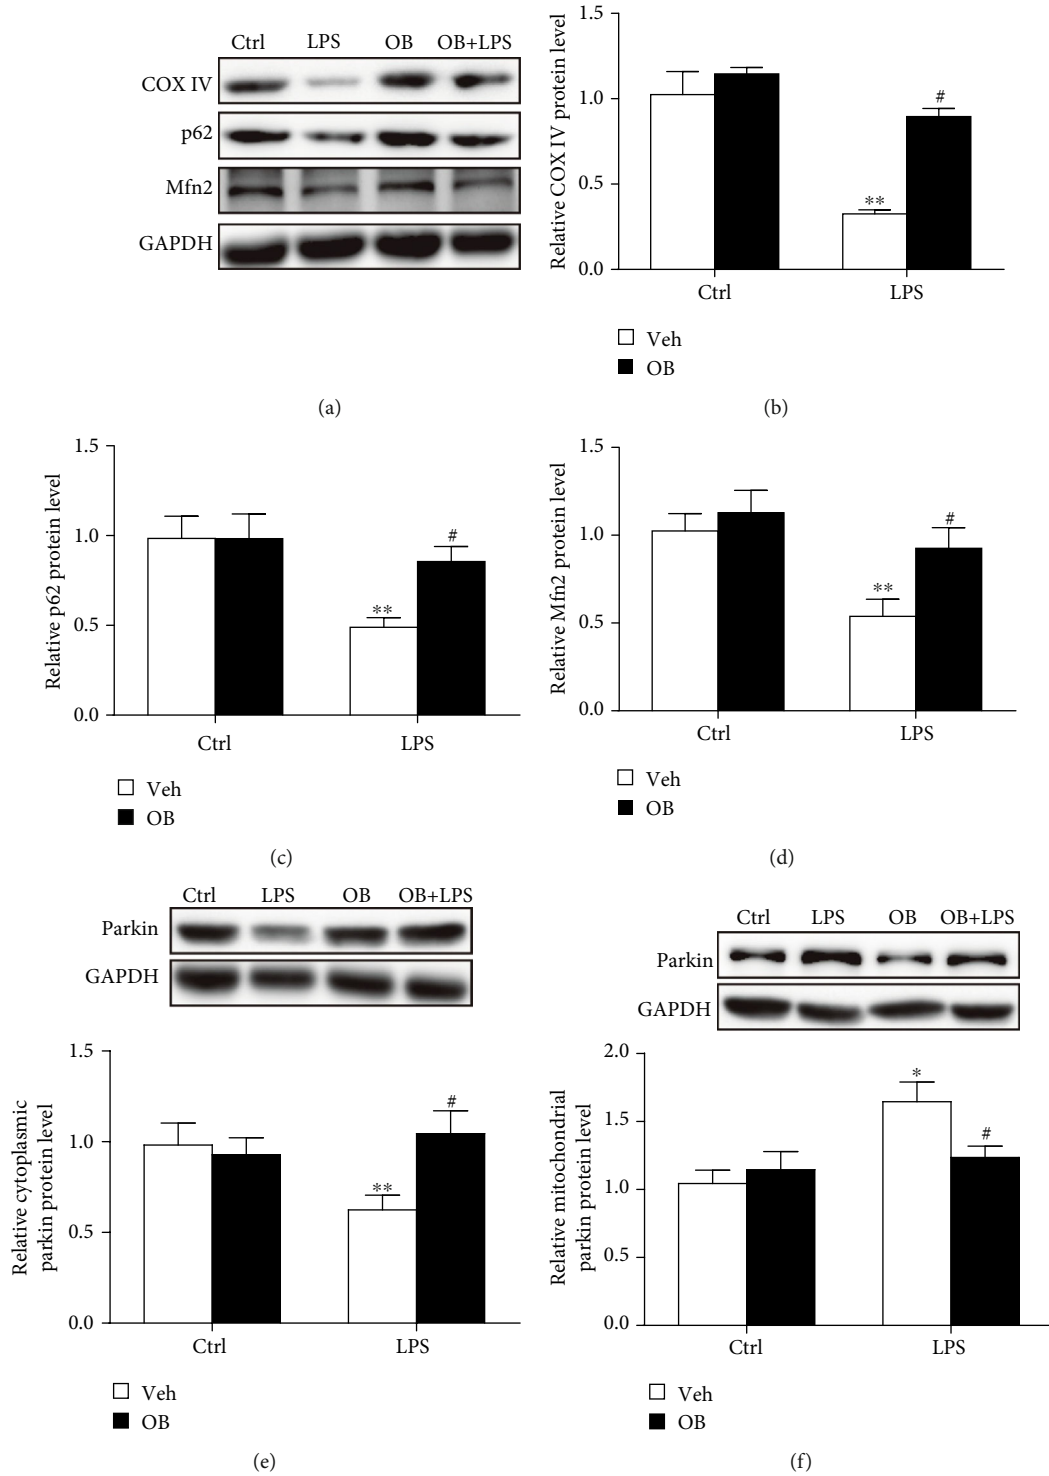 Ctrl LPS OB OB+LPS
COX IV
p62
Mfn2
GAPDH
(a)
Relative COX IV protein level
1.5
1.0
0.5
0.0
#
**
Ctrl LPS
Veh
OB
(b)
Relative p62 protein level
1.5
1.0
0.5
0.0
#
**
Ctrl LPS
Veh
OB
(c)
Relative Mfn2 protein level
1.5
1.0
0.5
0.0
#
**
Ctrl LPS
Veh
OB
(d)
Ctrl LPS OB OB+LPS
Parkin
GAPDH
Relative cytoplasmic
parkin protein level
1.5
1.0
0.5
0.0
#
**
Ctrl LPS
Veh
OB
(e)
Ctrl LPS OB OB+LPS
Parkin
GAPDH
Relative mitochondrial
parkin protein level
2.0
1.5
1.0
0.5
0.0
*
#
Ctrl LPS
Veh
OB
(f)